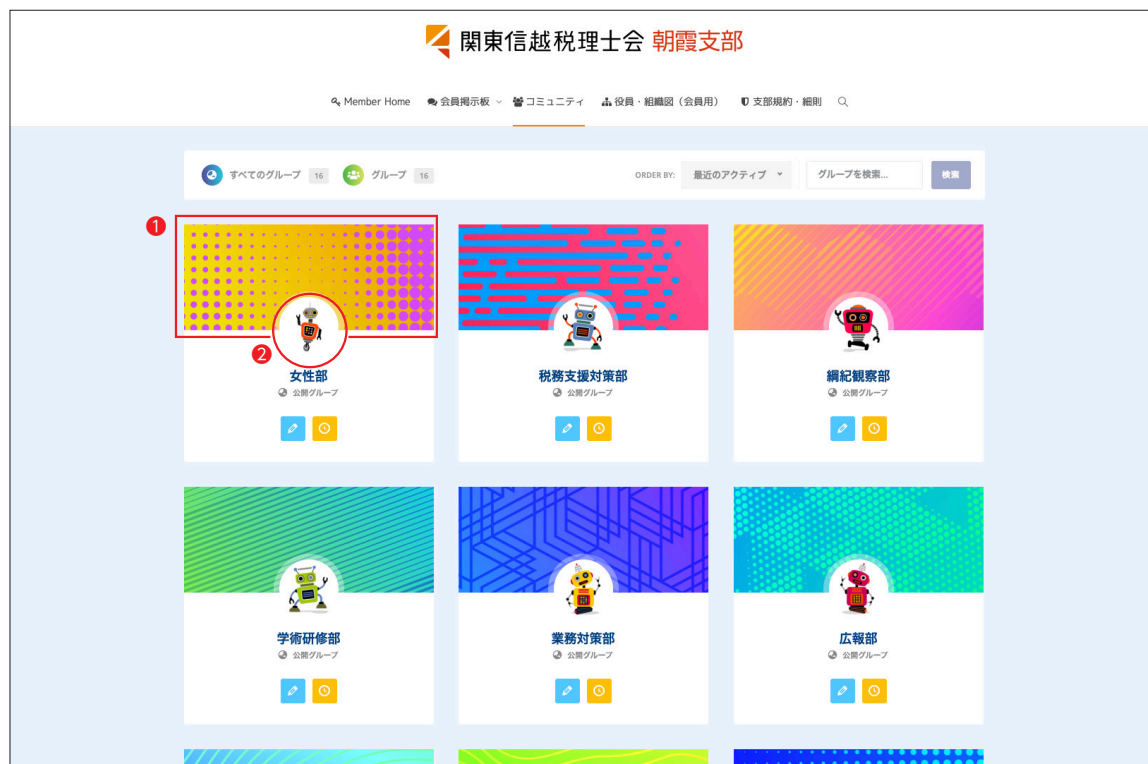 関東信越税理士会 朝霞支部
Member Home 会員掲示板 コミュニティ 役員・組織図（会員用） 支部規約・細則
すべてのグループ 16 グループ 16 ORDER BY: 最近のアクティブ グループを検索... 検索
1
2
女性部 税務支援対策部 綱紀観察部
公開グループ 公開グループ 公開グループ
学術研修部 業務対策部 広報部
公開グループ 公開グループ 公開グループ